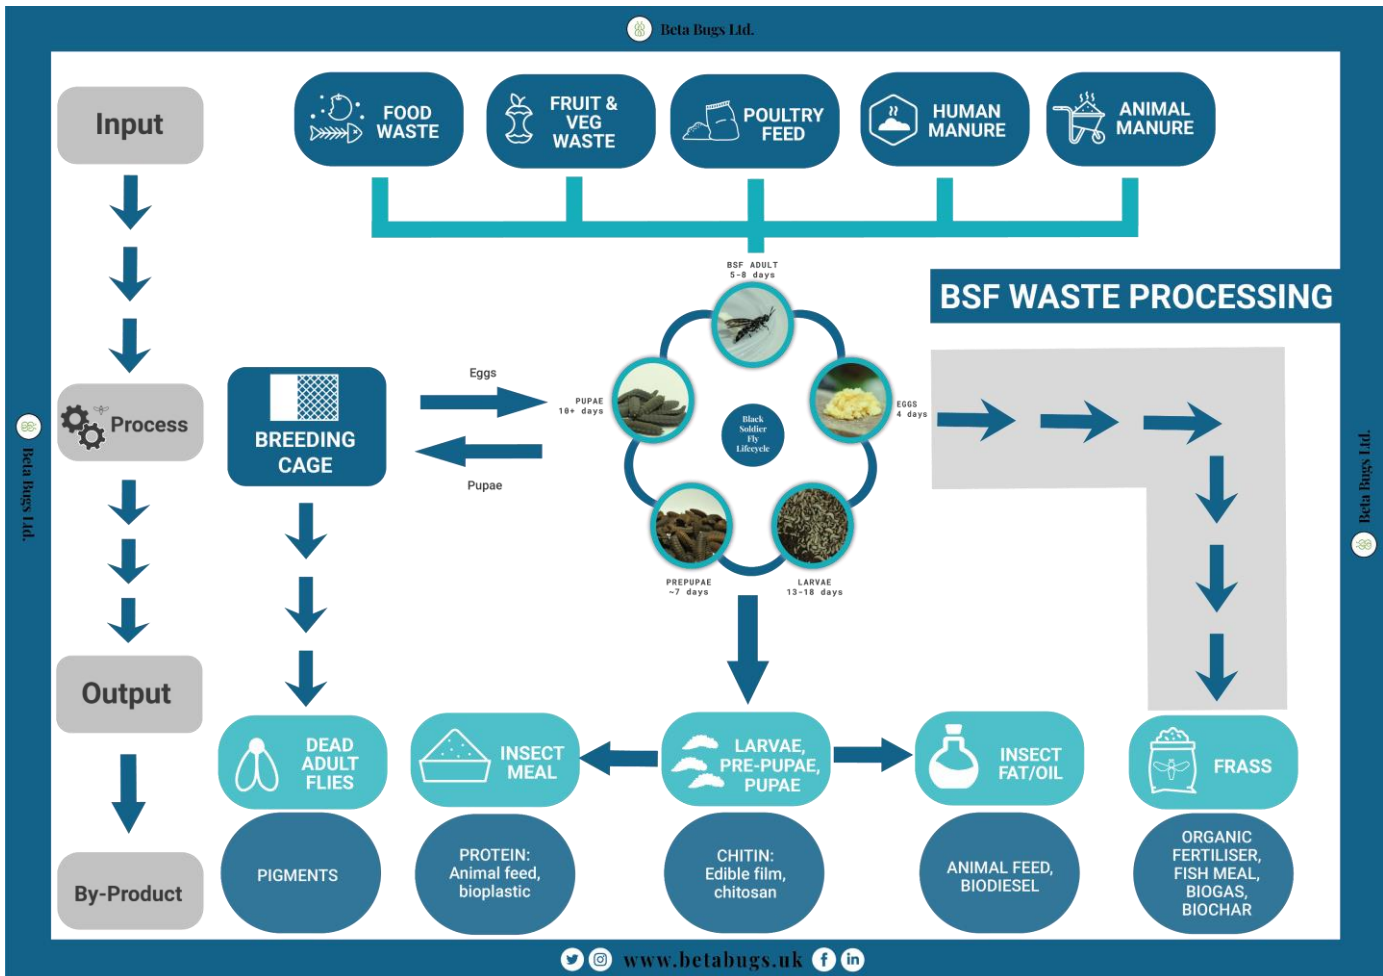 Beta Bugs Ltd.
Input
FOOD
WASTE
FRUIT &
VEG
WASTE
POULTRY
FEED
HUMAN
MANURE
ANIMAL
MANURE
BSF ADULT
5-8 days
BSF WASTE PROCESSING
Process
BREEDING
CAGE
Eggs
Pupae
PUPAE
10+ days
Black
Soldier
Fly
Lifecycle
EGGS
4 days
PREPUPAE
~7 days
LARVAE
13-18 days
Beta Bugs Ltd.
Beta Bugs Ltd.
Output
DEAD
ADULT
FLIES
INSECT
MEAL
LARVAE,
PRE-PUPAE,
PUPAE
INSECT
FAT/OIL
FRASS
By-Product
PIGMENTS
PROTEIN:
Animal feed,
bioplastic
CHITIN:
Edible film,
chitosan
ANIMAL FEED,
BIODIESEL
ORGANIC
FERTILISER,
FISH MEAL,
BIOGAS,
BIOCHAR
www.betabugs.uk